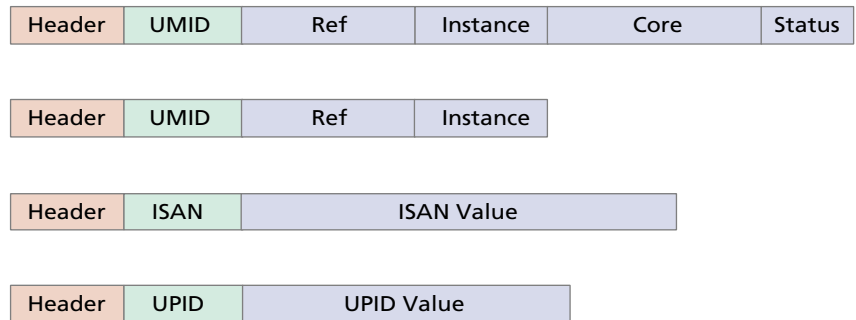 Header UMID Ref Instance Core Status
Header UMID Ref Instance
Header ISAN ISAN Value
Header UPID UPID Value